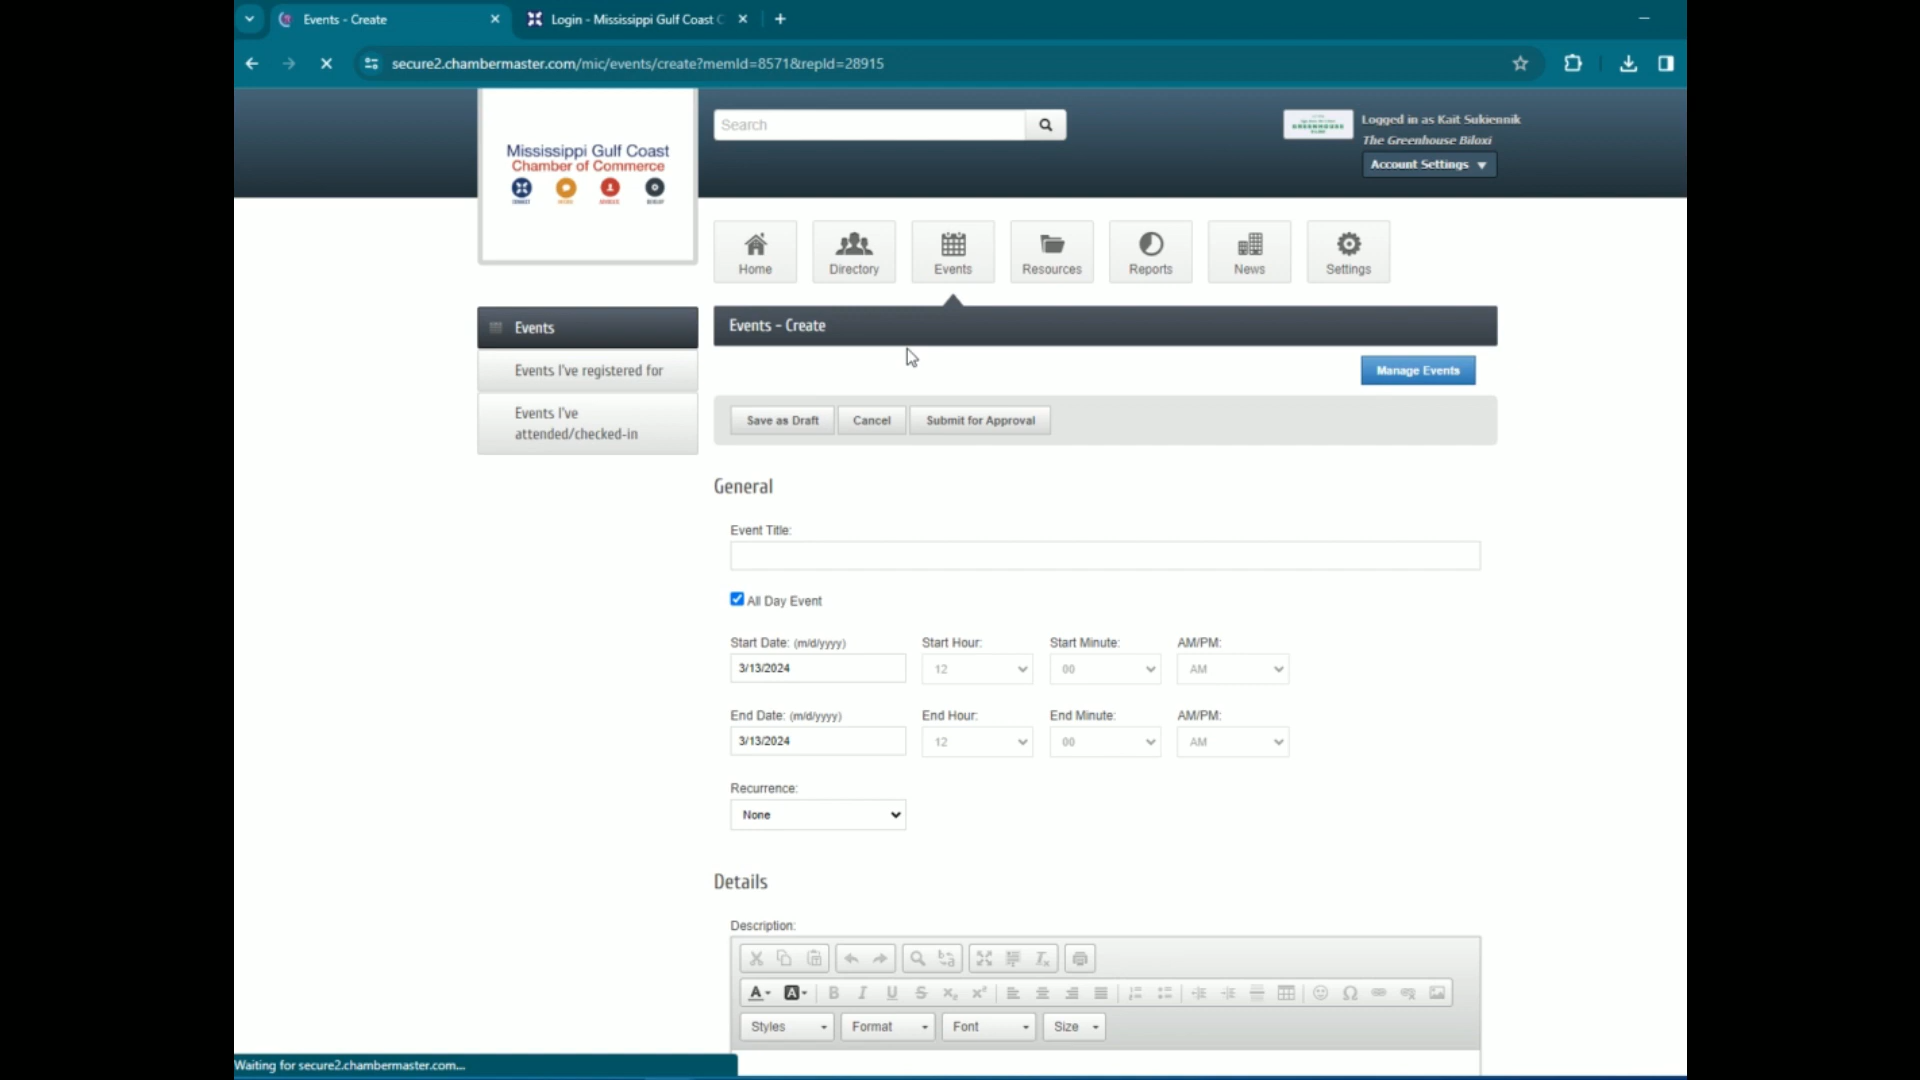 Events - Create
Login - Mississippi Gulf Coast C
secure2.chambermaster.com/mic/events/create?memId=8571&repId=28915
Mississippi Gulf Coast
Chamber of Commerce
Search
Logged in as Kait Sukiennik
The Greenhouse Biloxi
Account Settings
Home
Directory
Events
Resources
Reports
News
Settings
Events
Events I've registered for
Events I've
attended/checked-in
Events - Create
Manage Events
Save as Draft
Cancel
Submit for Approval
General
Event Title:
All Day Event
Start Date: (m/d/yyyy)
Start Hour:
Start Minute:
AM/PM:
3/13/2024
12
00
AM
End Date: (m/d/yyyy)
End Hour:
End Minute:
AM/PM:
3/13/2024
12
00
AM
Recurrence:
None
Details
Description:
Styles
Format
Font
Size
Waiting for secure2.chambermaster.com...